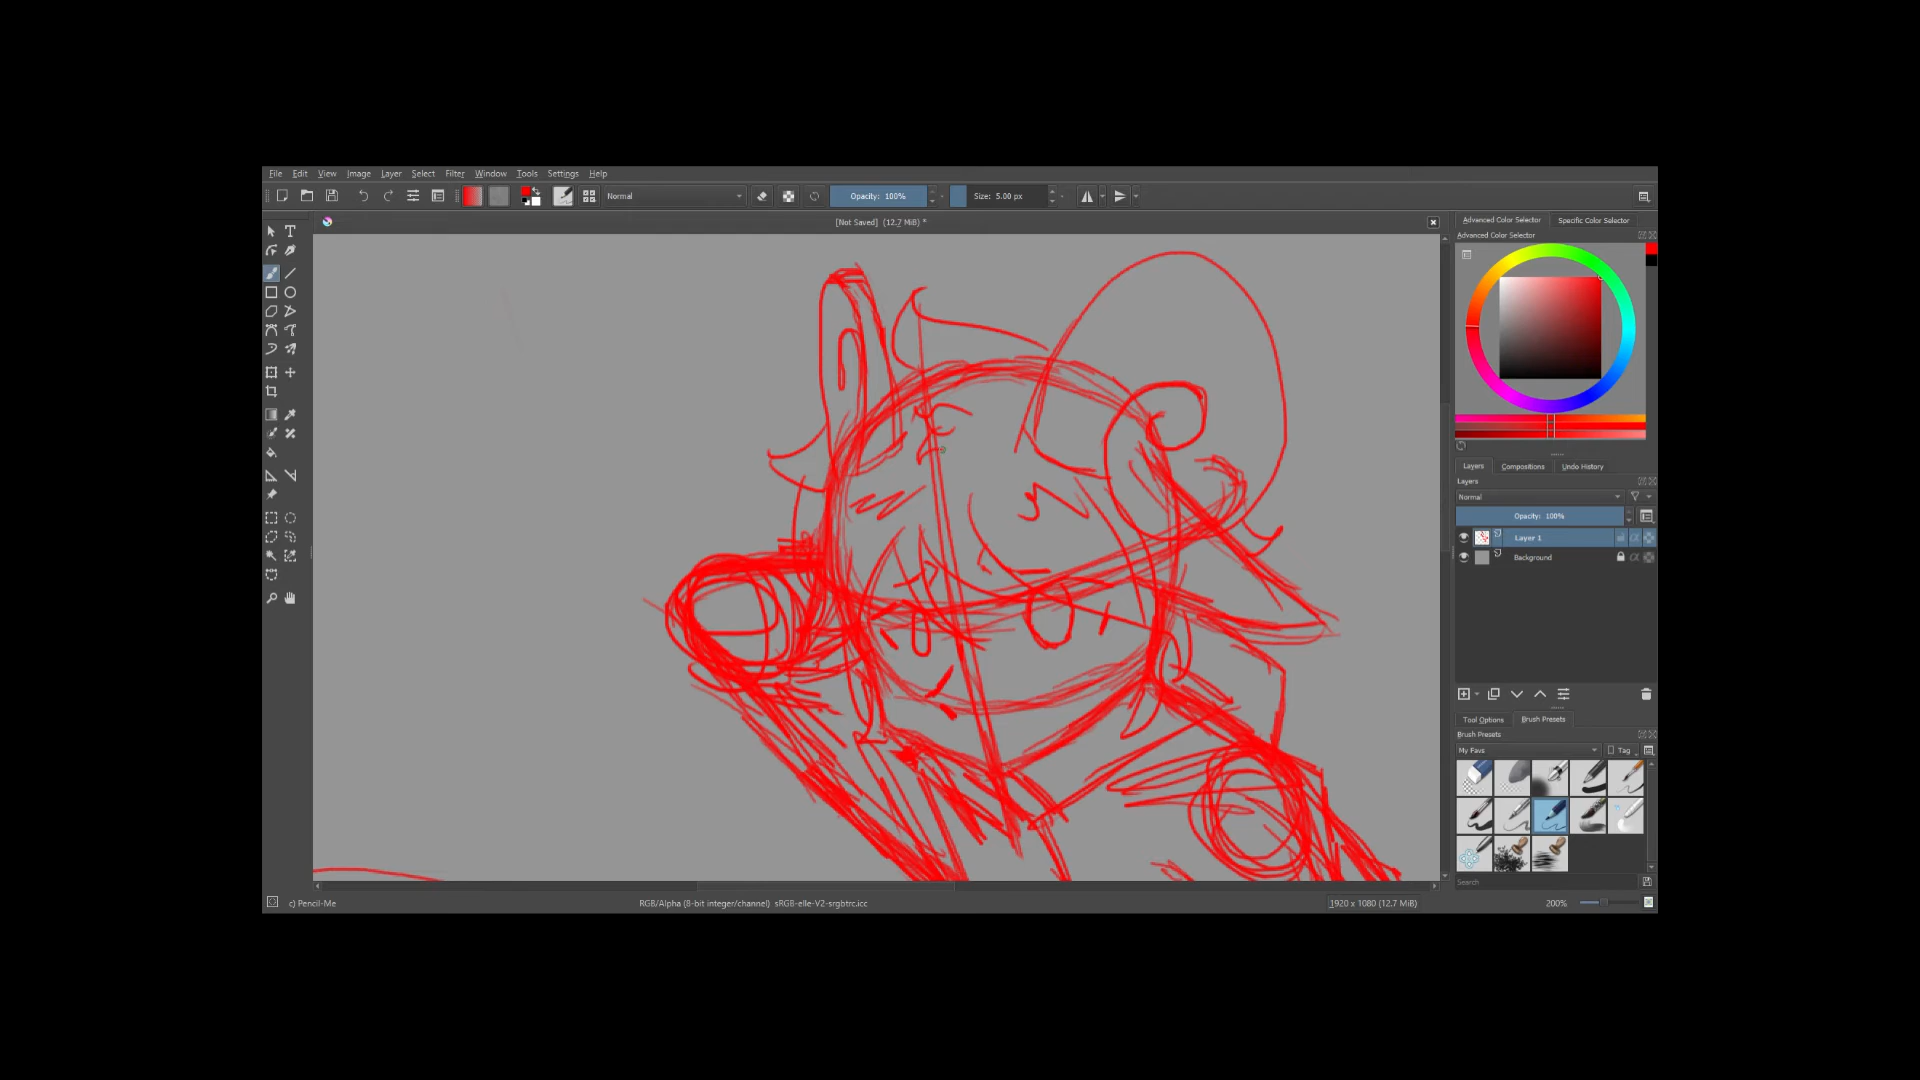 File Edit View Image Layer Select Filter Window Tools Settings Help
Normal
Opacity: 100%
Size: 5.00 px
[Not Saved] (12.7 MiB) *
Advanced Color Selector
Specific Color Selector
Advanced Color Selector
Layers Compositions Undo History
Layers
Normal
Opacity: 100%
Layer 1
Background
Tool Options Brush Presets
Brush Presets
My Favs
Tag
Search
c) Pencil-Me
RGB/Alpha (8-bit integer/channel) sRGB-elle-V2-srgbtrc.icc
1920 x 1080 (12.7 MiB)
200%